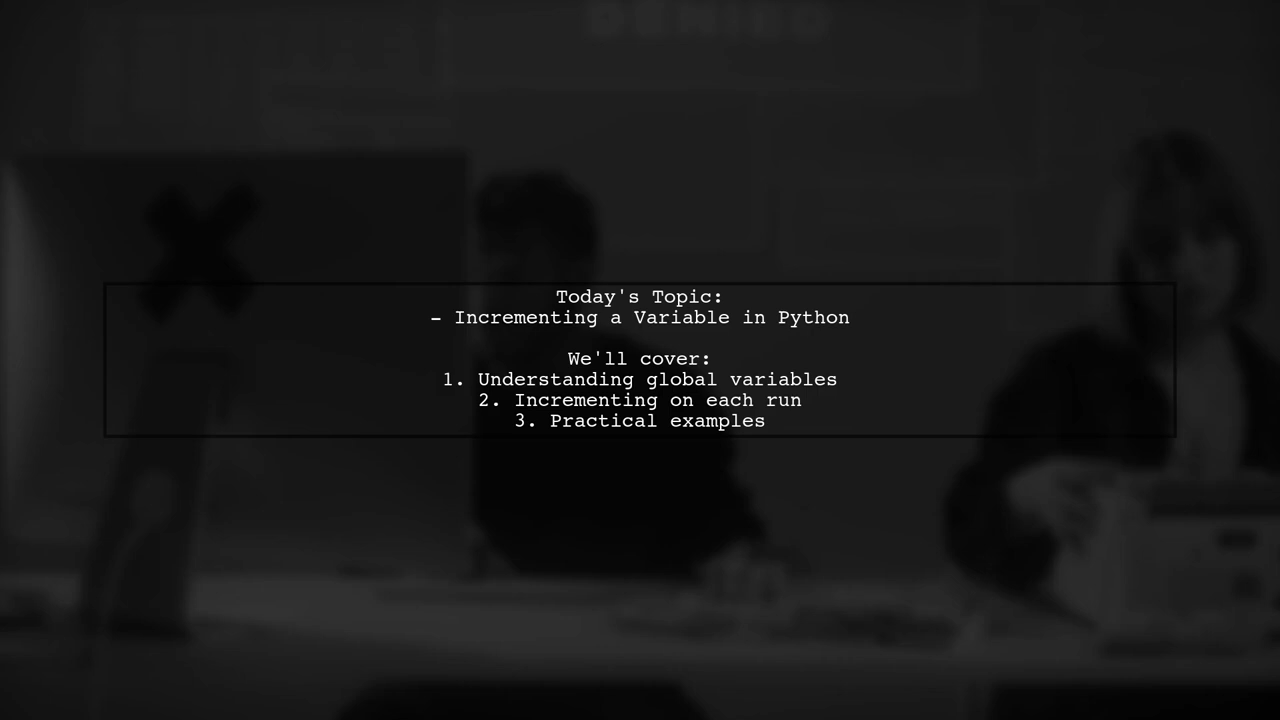 Today's Topic:
– Incrementing a Variable in Python
We'll cover:
1. Understanding global variables
2. Incrementing on each run
3. Practical examples